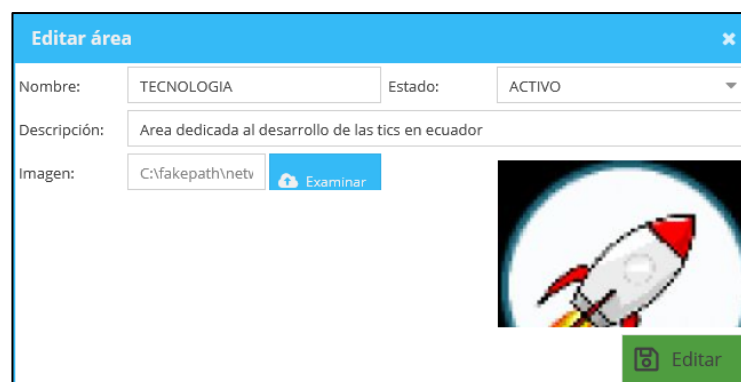 Editar área
Nombre: TECNOLOGIA Estado: ACTIVO
Descripción: Area dedicada al desarrollo de las tics en ecuador
Imagen: C:\fakepath\netw Examinar
Editar